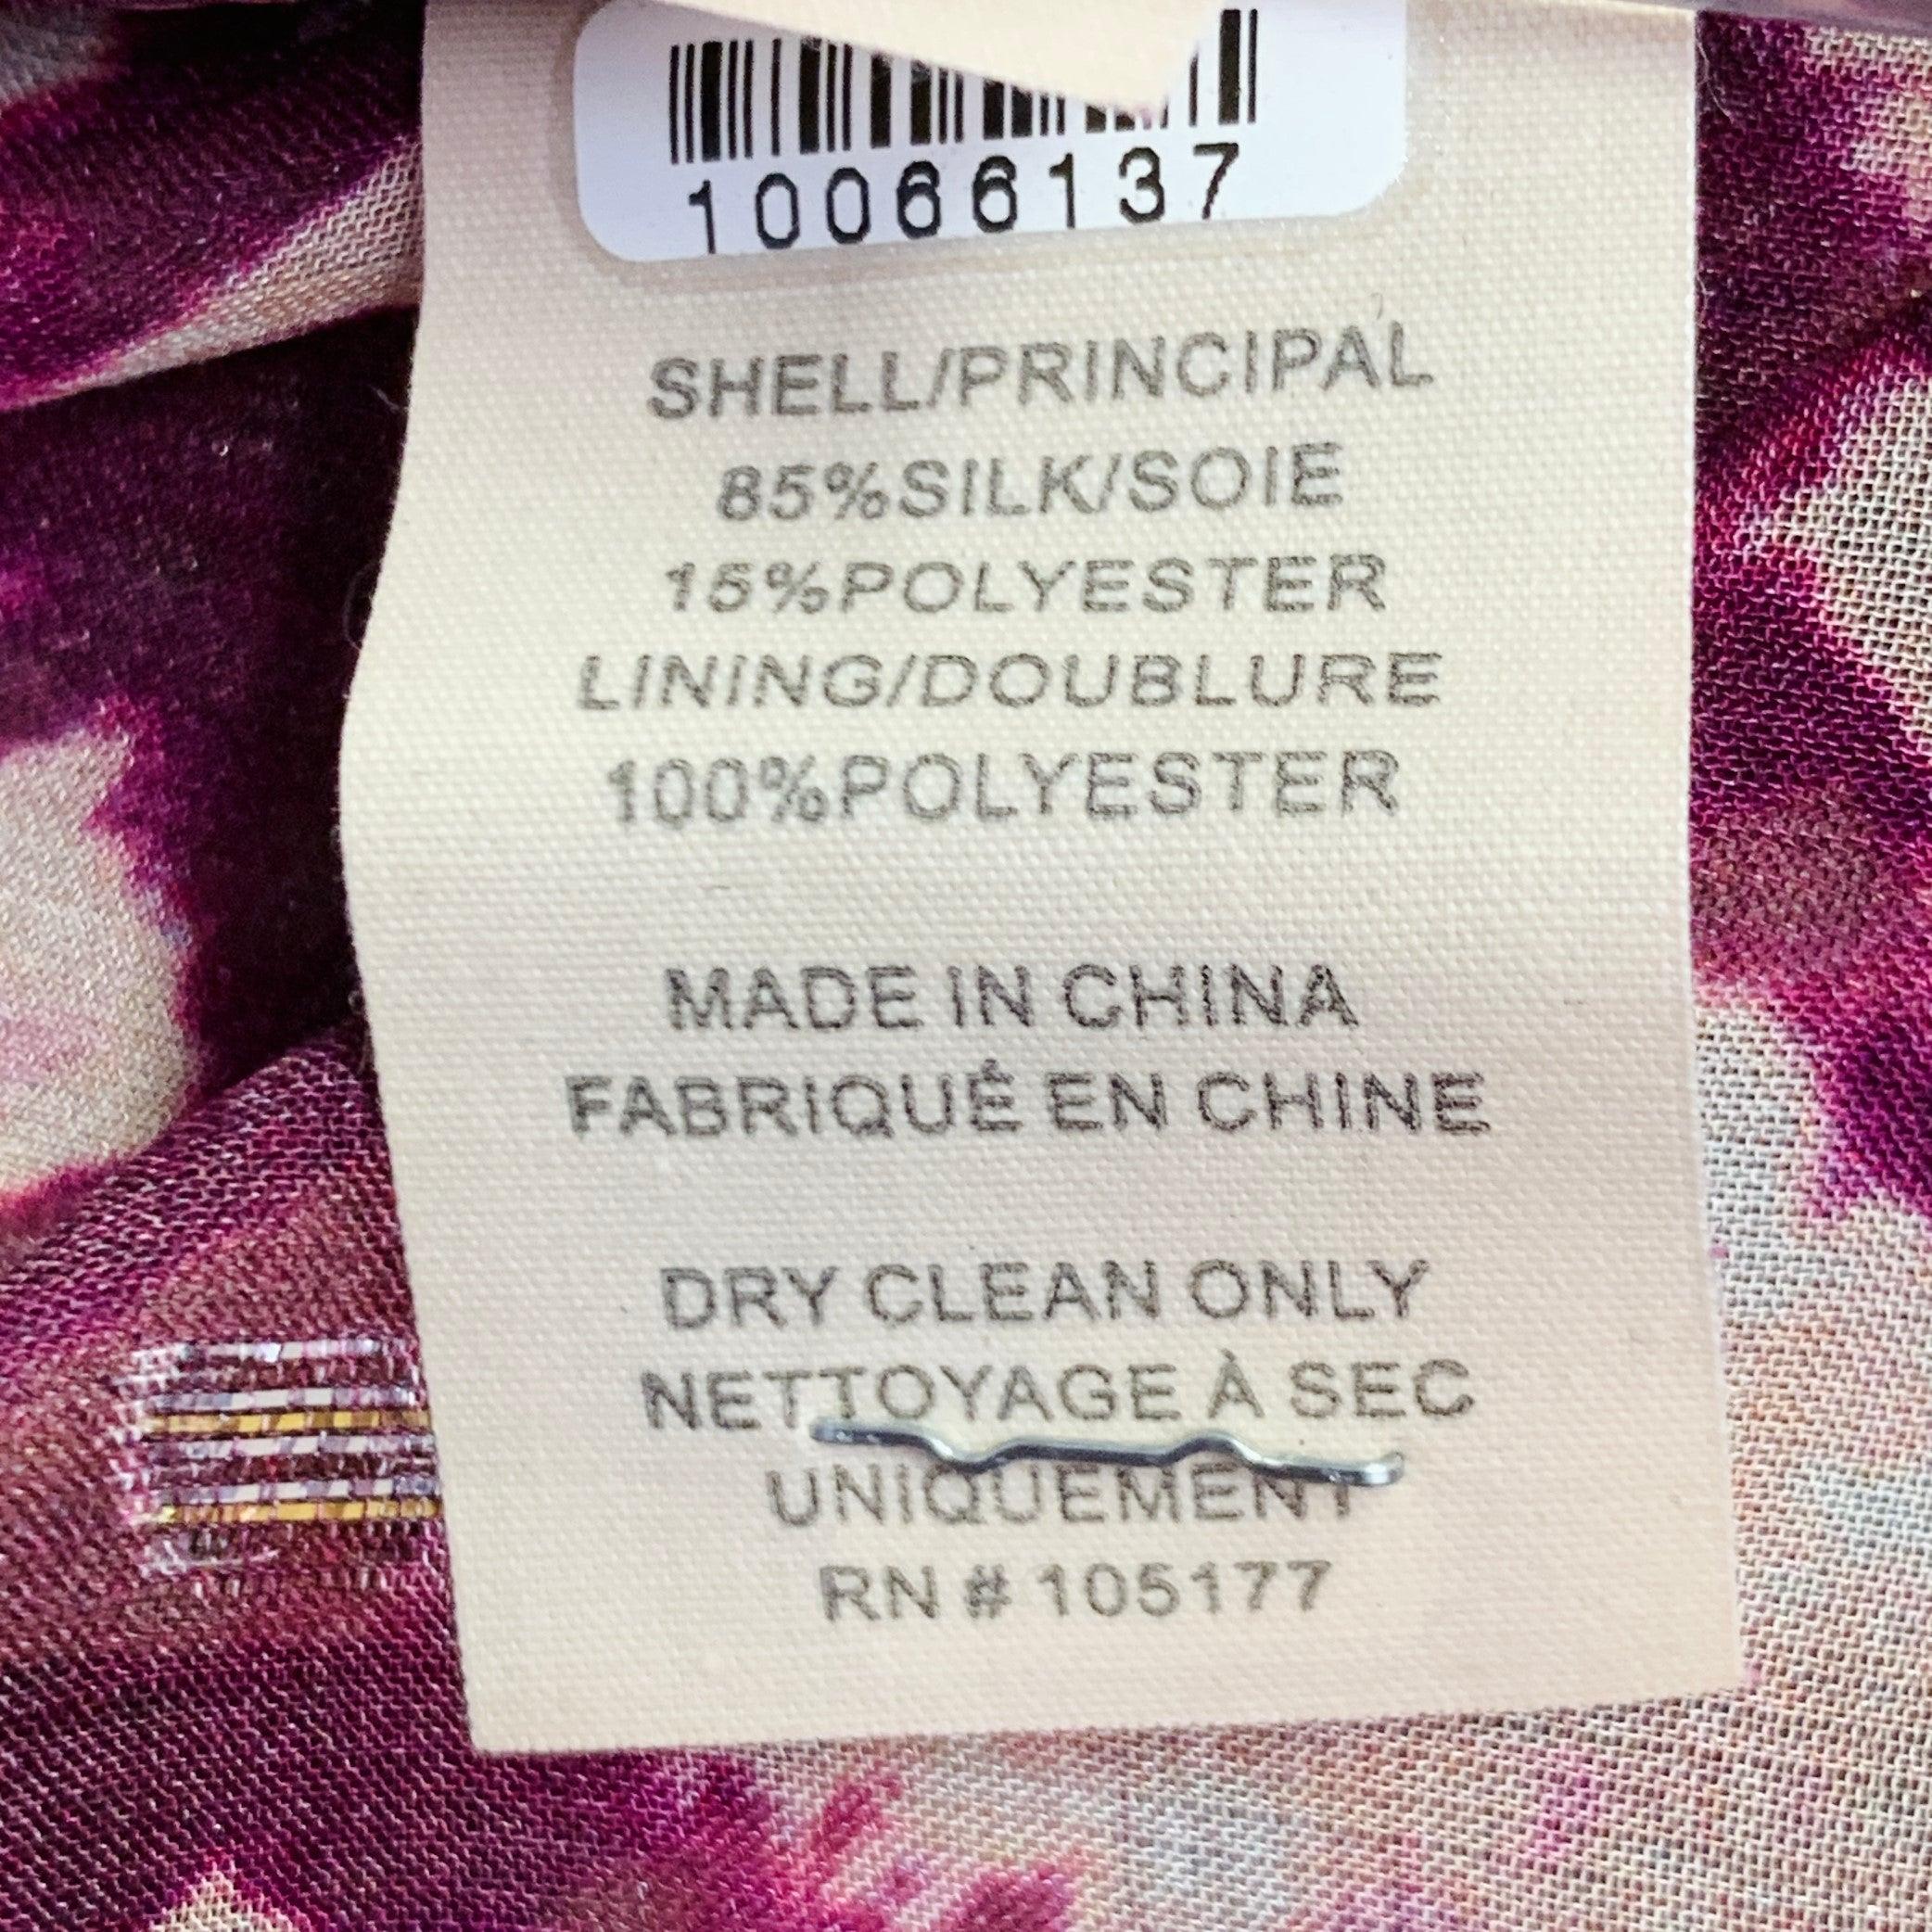 10066137
SHELL/PRINCIPAL
85%SILK/SOIE
15%POLYESTER
LINING/DOUBLURE
100%POLYESTER
MADE IN CHINA
FABRIQUÉ EN CHINE
DRY CLEAN ONLY
NETTOYAGE À SEC
UNIQUEMENT
RN # 105177